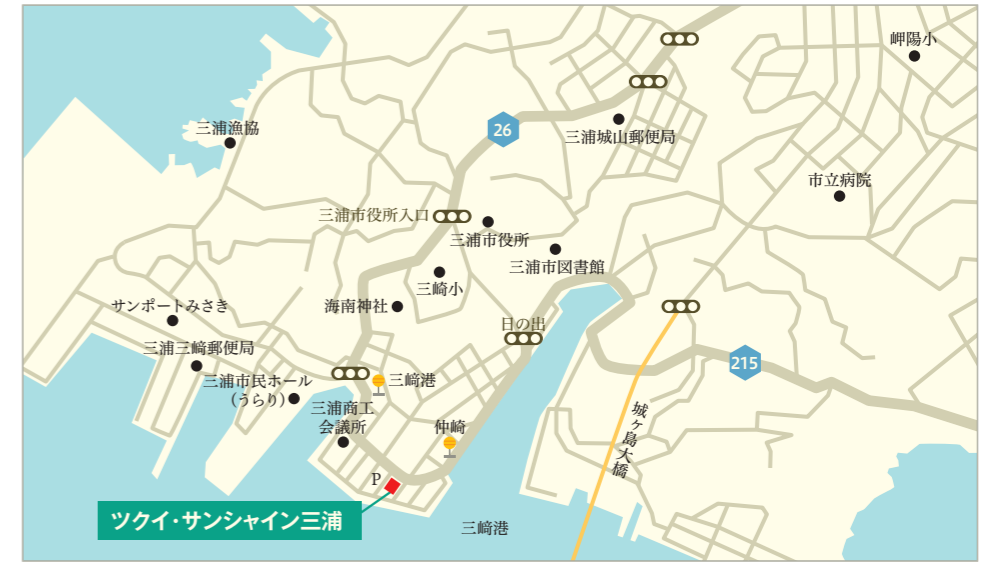 岬陽小
26
三浦漁協
三浦城山郵便局
市立病院
三浦市役所入口
三浦市役所
三浦市図書館
三崎小
サンポートみさき
海南神社
日の出
三浦三崎郵便局
215
三浦市民ホール
(うらり)
三崎港
三浦商工
会議所
仲崎
城ヶ島大橋
P
ツクイ・サンシャイン三浦
三崎港